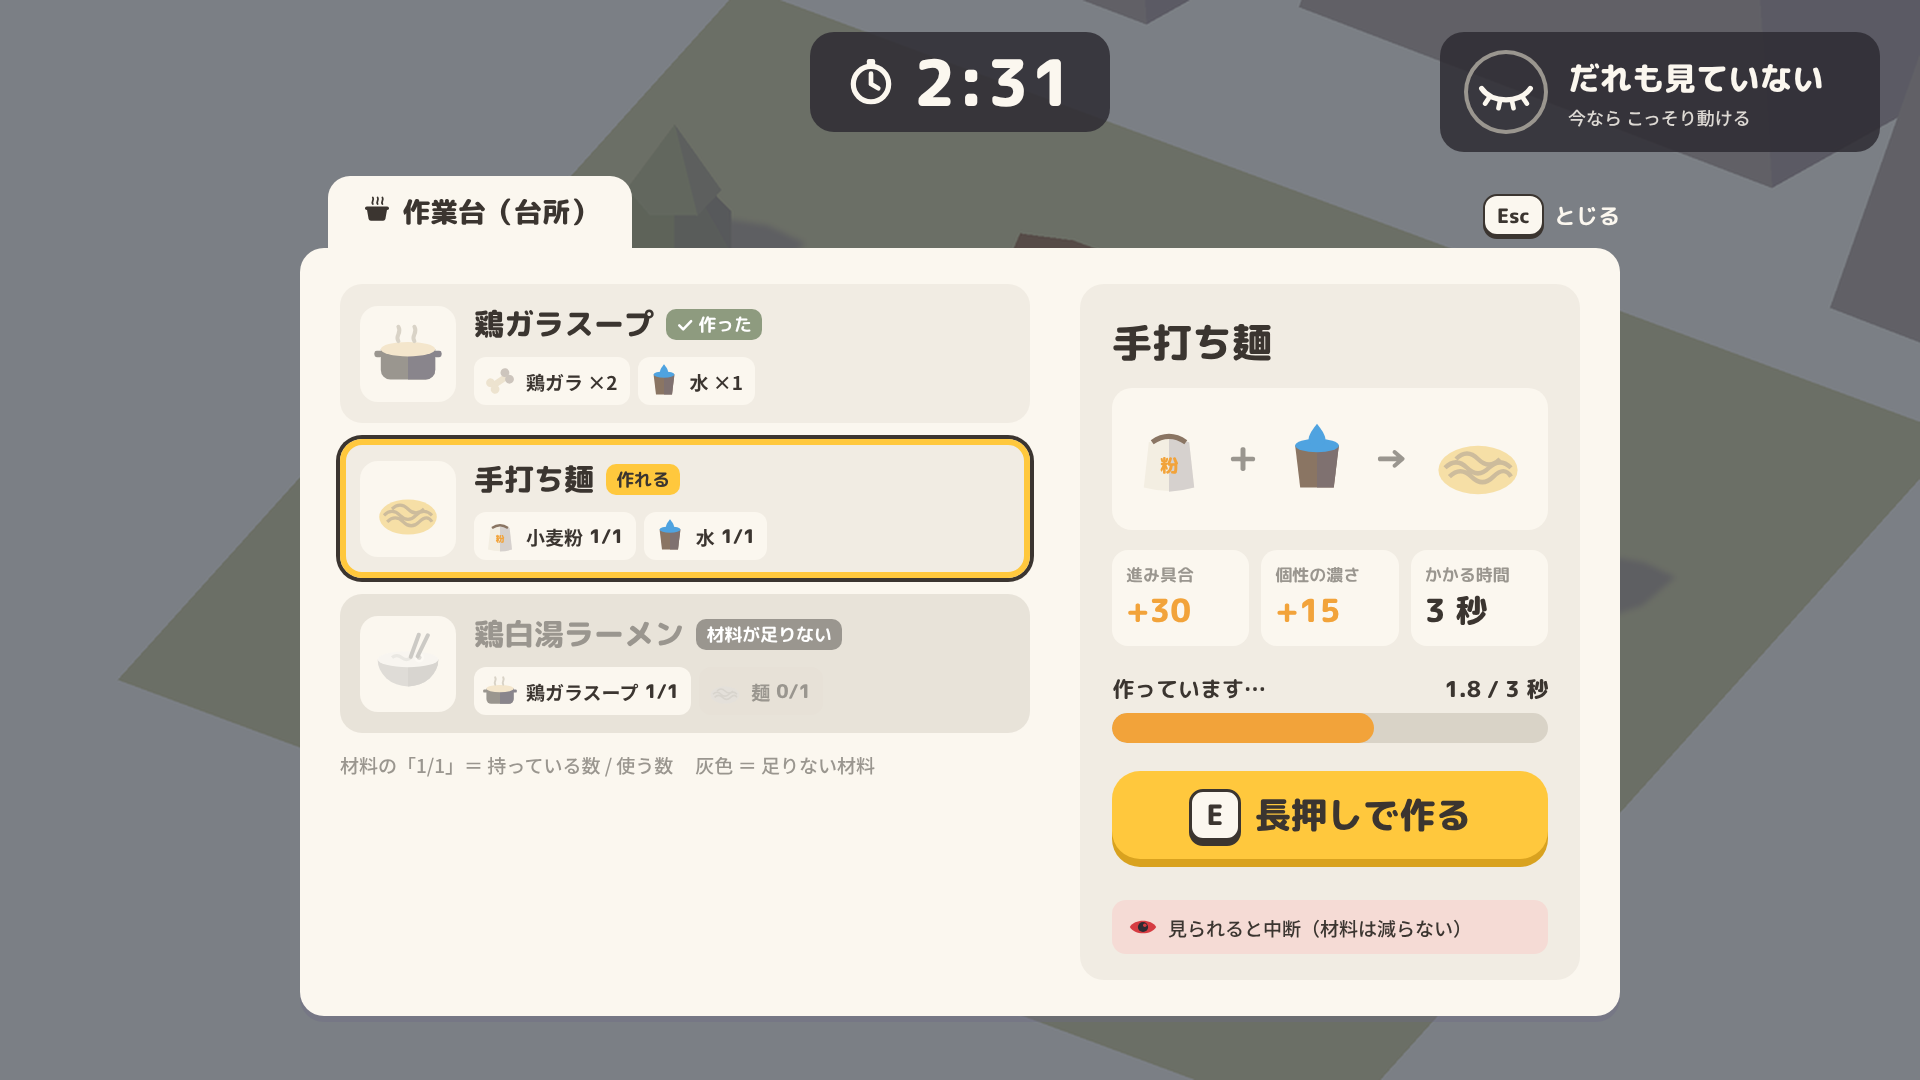 2:31
だれも見ていない
今なら こっそり動ける
作業台（台所）
Esc とじる
鶏ガラスープ 作った
鶏ガラ ×2 水 ×1
手打ち麺 作れる
粉 小麦粉 1/1 水 1/1
鶏白湯ラーメン 材料が足りない
鶏ガラスープ 1/1 麺 0/1
材料の「1/1」＝ 持っている数 / 使う数 灰色 ＝ 足りない材料
手打ち麺
粉 + →
進み具合 個性の濃さ かかる時間
+30 +15 3 秒
作っています… 1.8 / 3 秒
E 長押しで作る
見られると中断（材料は減らない）